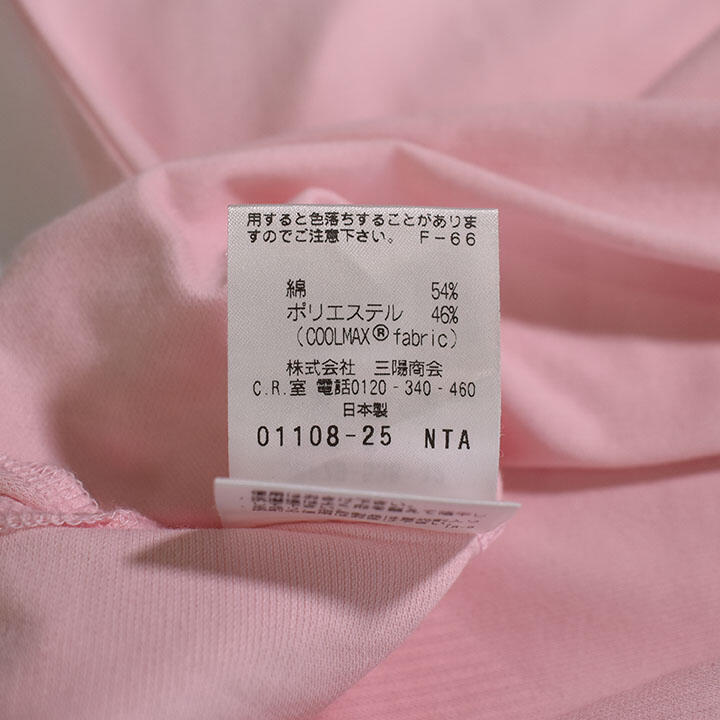 用すると色落ちすることがありま
すのでご注意下さい。 F-66
綿 54%
ポリエステル 46%
(COOLMAX®fabric)
株式会社 三陽商会
C.R.室 電話0120-340-460
日本製
01108-25 NTA